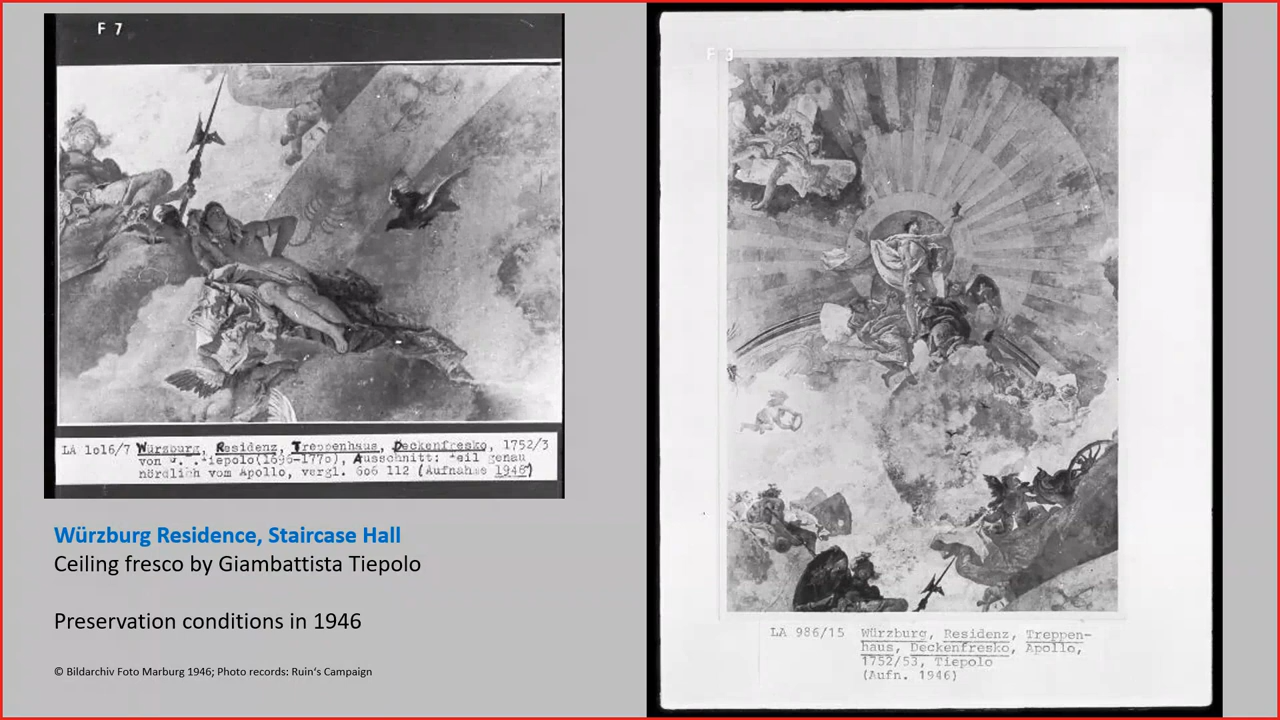 F 7
LA 1016/7 Würzburg, Residenz, Treppenhaus, Deckenfresko, 1752/3
von Tiepolo(1696-1770), Ausschnitt: Teil genau
nördlich vom Apollo, vergl. 606 112 (Aufnahme 1946)
Würzburg Residence, Staircase Hall
Ceiling fresco by Giambattista Tiepolo
Preservation conditions in 1946
© Bildarchiv Foto Marburg 1946; Photo records: Ruin‘s Campaign
F 3
LA 986/15 Würzburg, Residenz, Treppen-
haus, Deckenfresko, Apollo,
1752/53, Tiepolo
(Aufn. 1946)